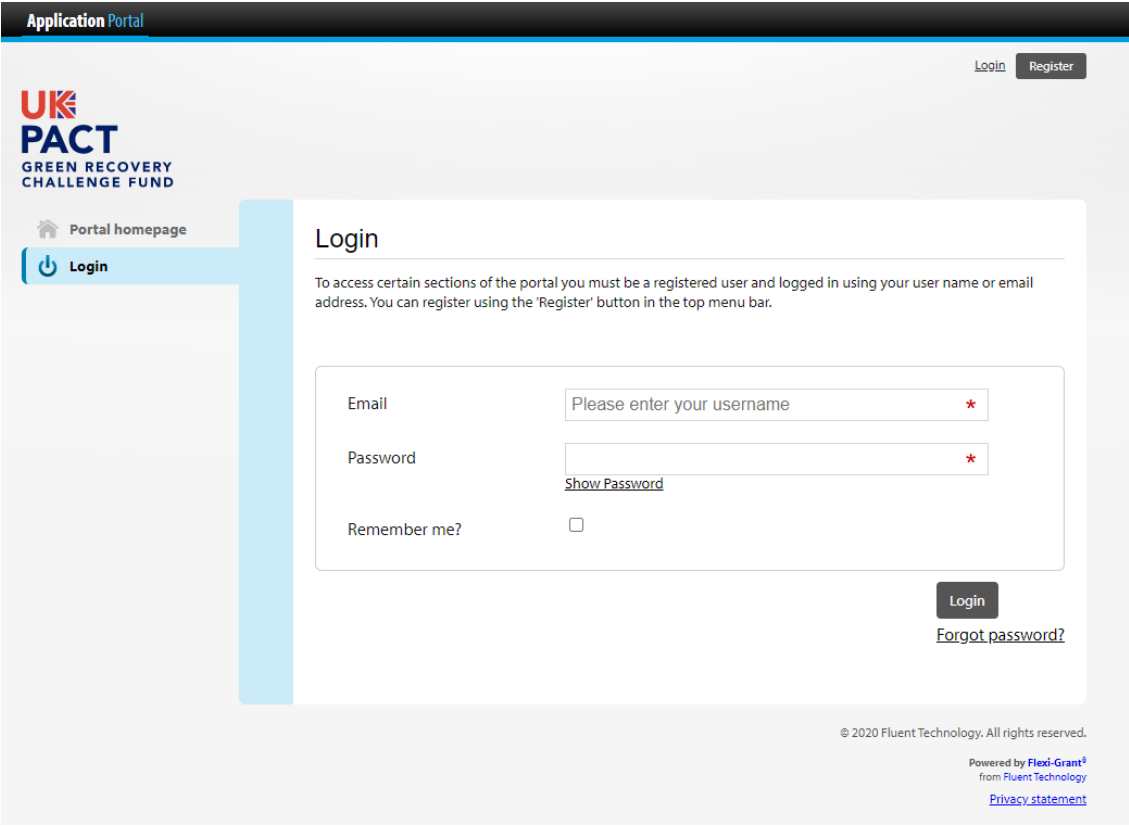 Application Portal
Login
Register
UK
PACT
GREEN RECOVERY
CHALLENGE FUND
Portal homepage
Login
Login
To access certain sections of the portal you must be a registered user and logged in using your user name or email
address. You can register using the 'Register' button in the top menu bar.
Email
Please enter your username *
Password
*
Show Password
Remember me?
Login
Forgot password?
© 2020 Fluent Technology. All rights reserved.
Powered by Flexi-Grant®
from Fluent Technology
Privacy statement